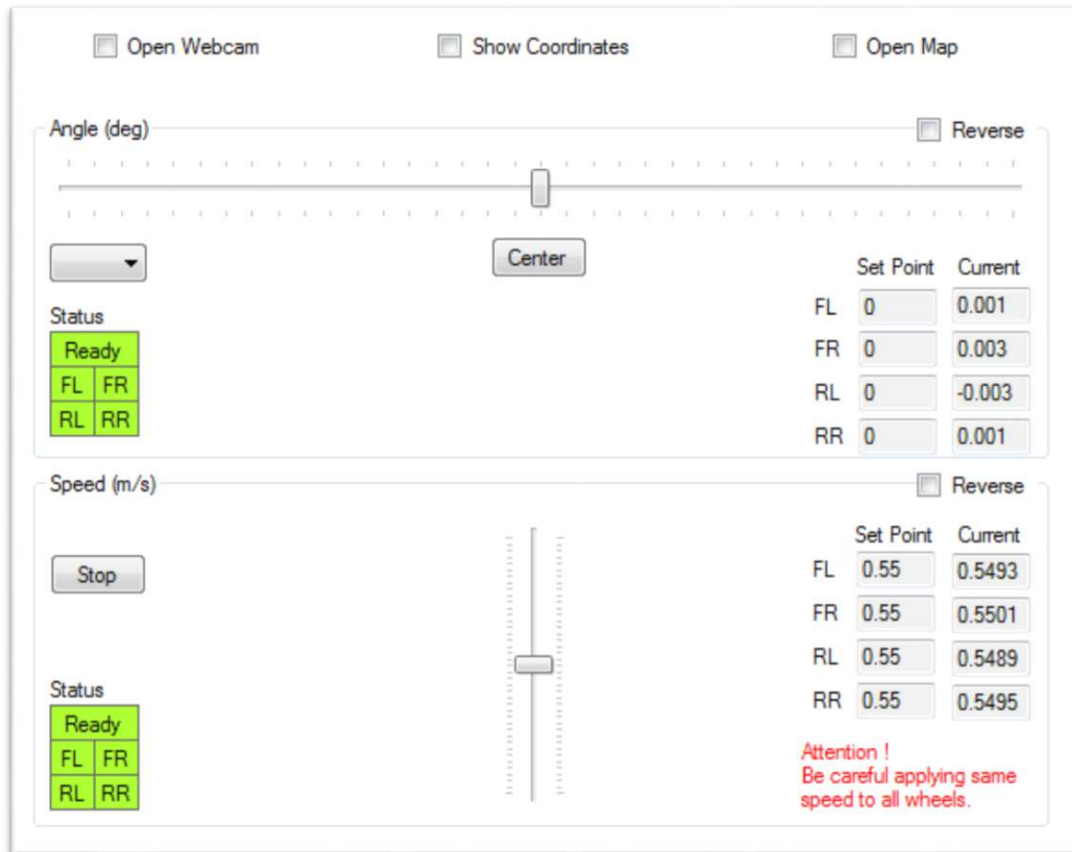 Open Webcam Show Coordinates Open Map
Angle (deg) Reverse
Center
Set Point Current
FL 0 0.001
FR 0 0.003
RL 0 -0.003
RR 0 0.001
Status
Ready
FL FR
RL RR
Speed (m/s) Reverse
Stop
Set Point Current
FL 0.55 0.5493
FR 0.55 0.5501
RL 0.55 0.5489
RR 0.55 0.5495
Status
Ready
FL FR
RL RR
Attention !
Be careful applying same
speed to all wheels.